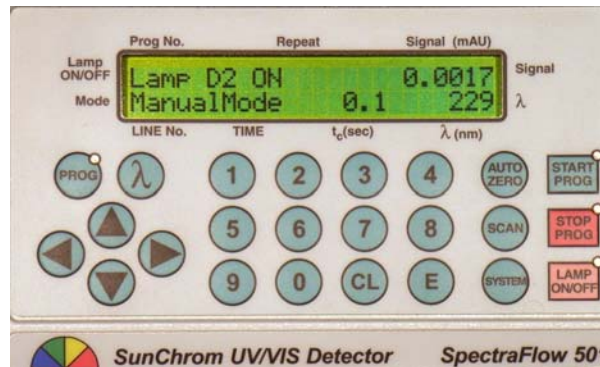 Prog No. Repeat Signal (mAU)
Lamp ON/OFF
Lamp D2 ON 0.0017
Signal
Mode
ManualMode 0.1 229
λ
LINE No. TIME tc(sec) λ (nm)
PROG λ 1 2 3 4 AUTO ZERO START PROG
5 6 7 8 SCAN STOP PROG
9 0 CL E SYSTEM LAMP ON/OFF
SunChrom UV/VIS Detector SpectraFlow 50